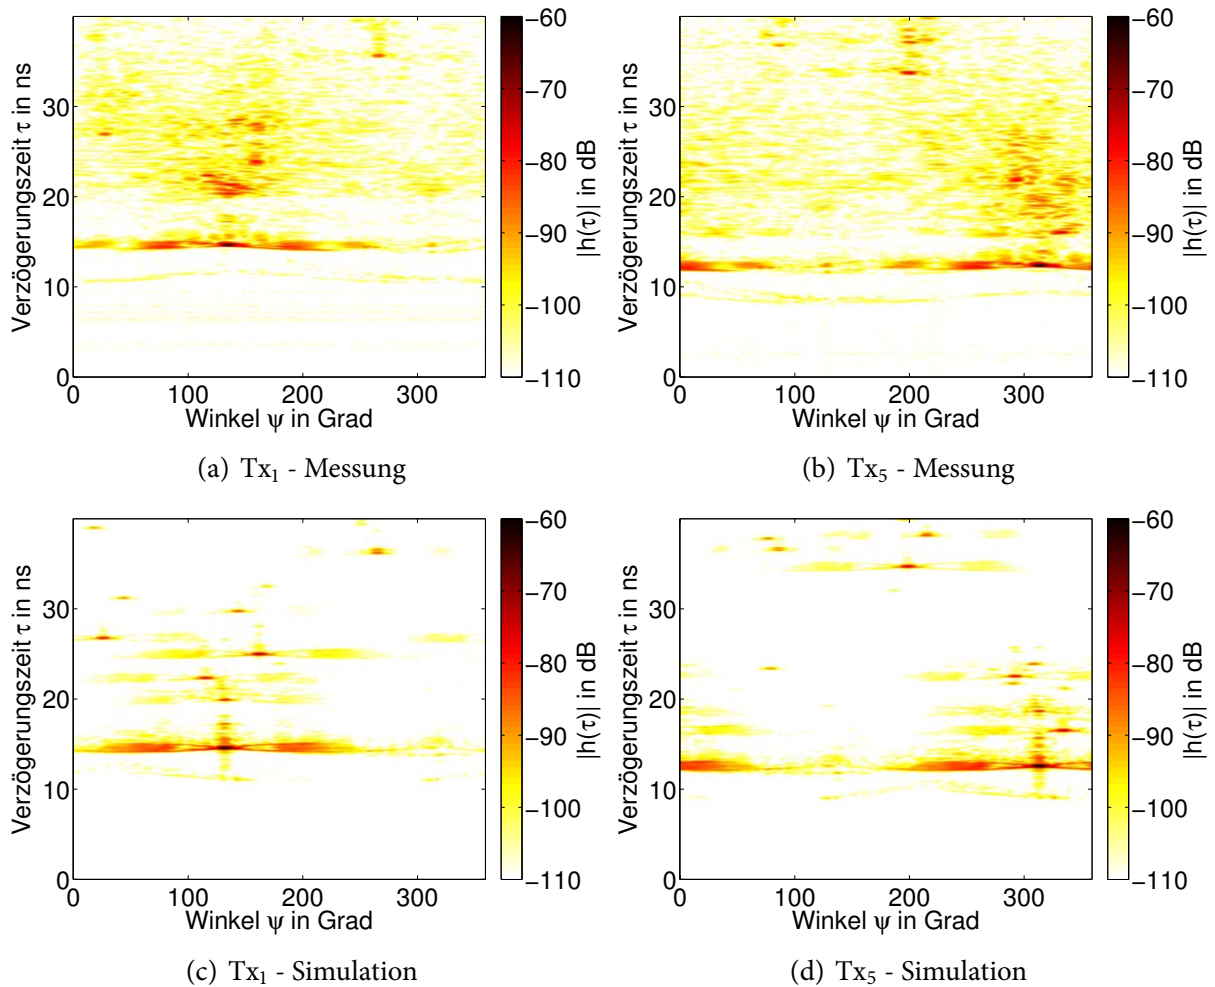 Verzögerungszeit τ in ns
30
20
10
0
0 100 200 300
Winkel ψ in Grad
−60
−70
−80
−90
−100
−110
|h(τ)| in dB
(a) Tx1 - Messung
Verzögerungszeit τ in ns
30
20
10
0
0 100 200 300
Winkel ψ in Grad
−60
−70
−80
−90
−100
−110
|h(τ)| in dB
(b) Tx5 - Messung
Verzögerungszeit τ in ns
30
20
10
0
0 100 200 300
Winkel ψ in Grad
−60
−70
−80
−90
−100
−110
|h(τ)| in dB
(c) Tx1 - Simulation
Verzögerungszeit τ in ns
30
20
10
0
0 100 200 300
Winkel ψ in Grad
−60
−70
−80
−90
−100
−110
|h(τ)| in dB
(d) Tx5 - Simulation